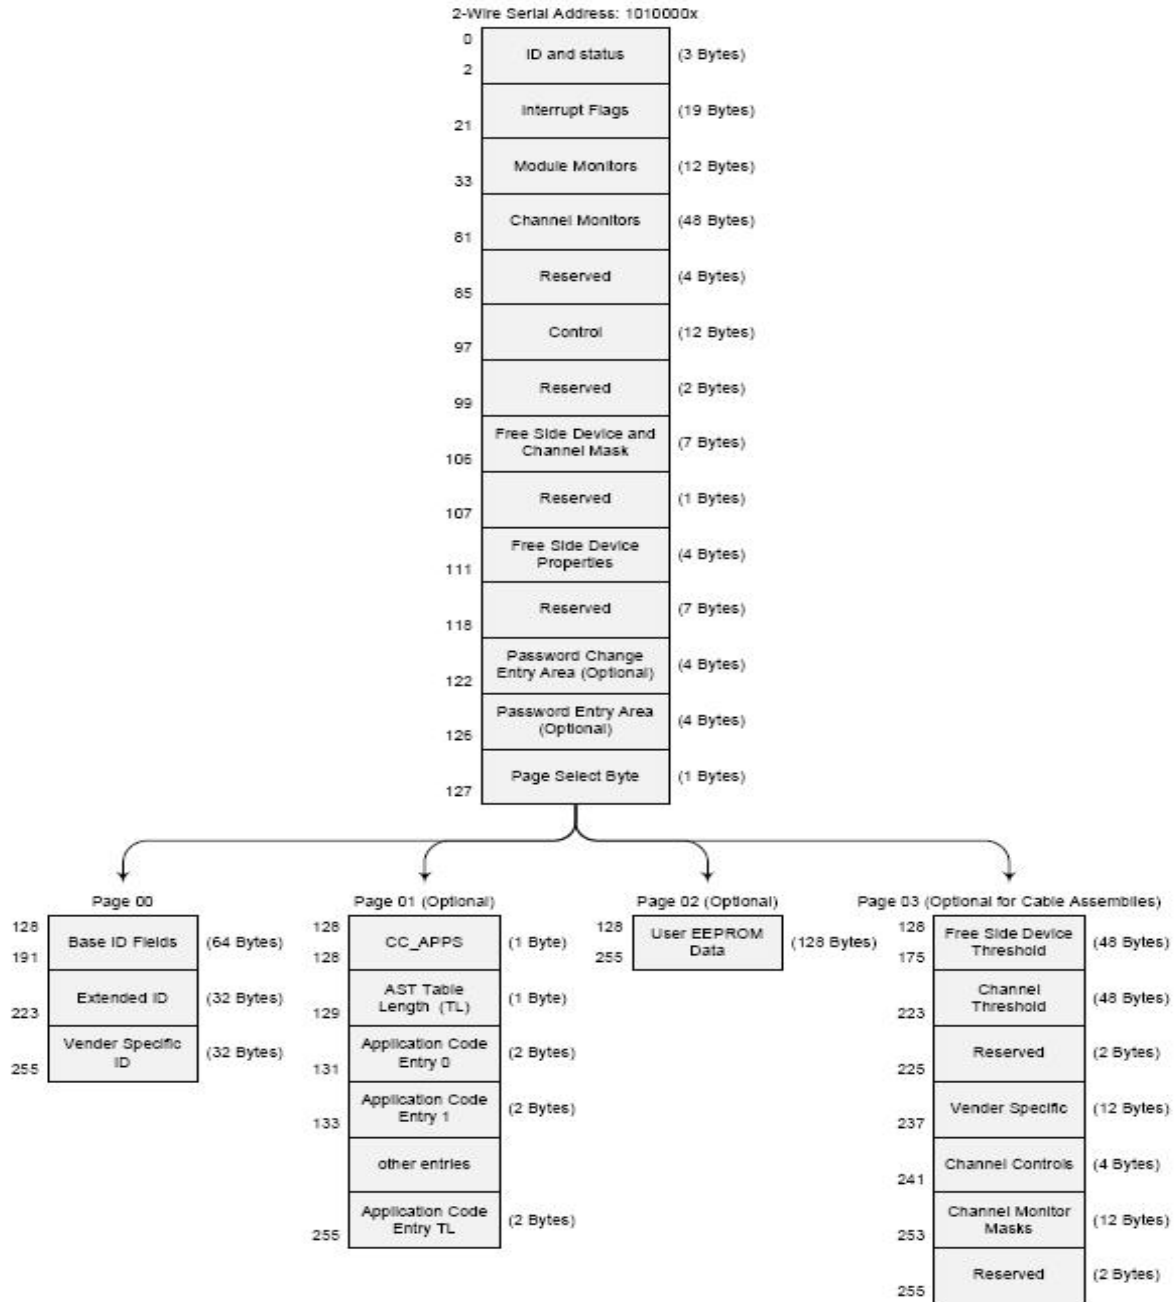 2-Wire Serial Address: 1010000x
0
2
ID and status
(3 Bytes)
21
Interrupt Flags
(19 Bytes)
33
Module Monitors
(12 Bytes)
81
Channel Monitors
(48 Bytes)
85
Reserved
(4 Bytes)
97
Control
(12 Bytes)
99
Reserved
(2 Bytes)
106
Free Side Device and
Channel Mask
(7 Bytes)
107
Reserved
(1 Bytes)
111
Free Side Device
Properties
(4 Bytes)
118
Reserved
(7 Bytes)
122
Password Change
Entry Area (Optional)
(4 Bytes)
126
Password Entry Area
(Optional)
(4 Bytes)
127
Page Select Byte
(1 Bytes)
Page 00
128
191
Base ID Fields
(64 Bytes)
223
Extended ID
(32 Bytes)
255
Vender Specific
ID
(32 Bytes)
Page 01 (Optional)
128
128
CC_APPS
(1 Byte)
129
AST Table
Length (TL)
(1 Byte)
131
Application Code
Entry 0
(2 Bytes)
133
Application Code
Entry 1
(2 Bytes)
other entries
255
Application Code
Entry TL
(2 Bytes)
Page 02 (Optional)
128
255
User EEPROM
Data
(128 Bytes)
Page 03 (Optional for Cable Assemblies)
128
175
Free Side Device
Threshold
(48 Bytes)
223
Channel
Threshold
(48 Bytes)
225
Reserved
(2 Bytes)
237
Vender Specific
(12 Bytes)
241
Channel Controls
(4 Bytes)
253
Channel Monitor
Masks
(12 Bytes)
255
Reserved
(2 Bytes)